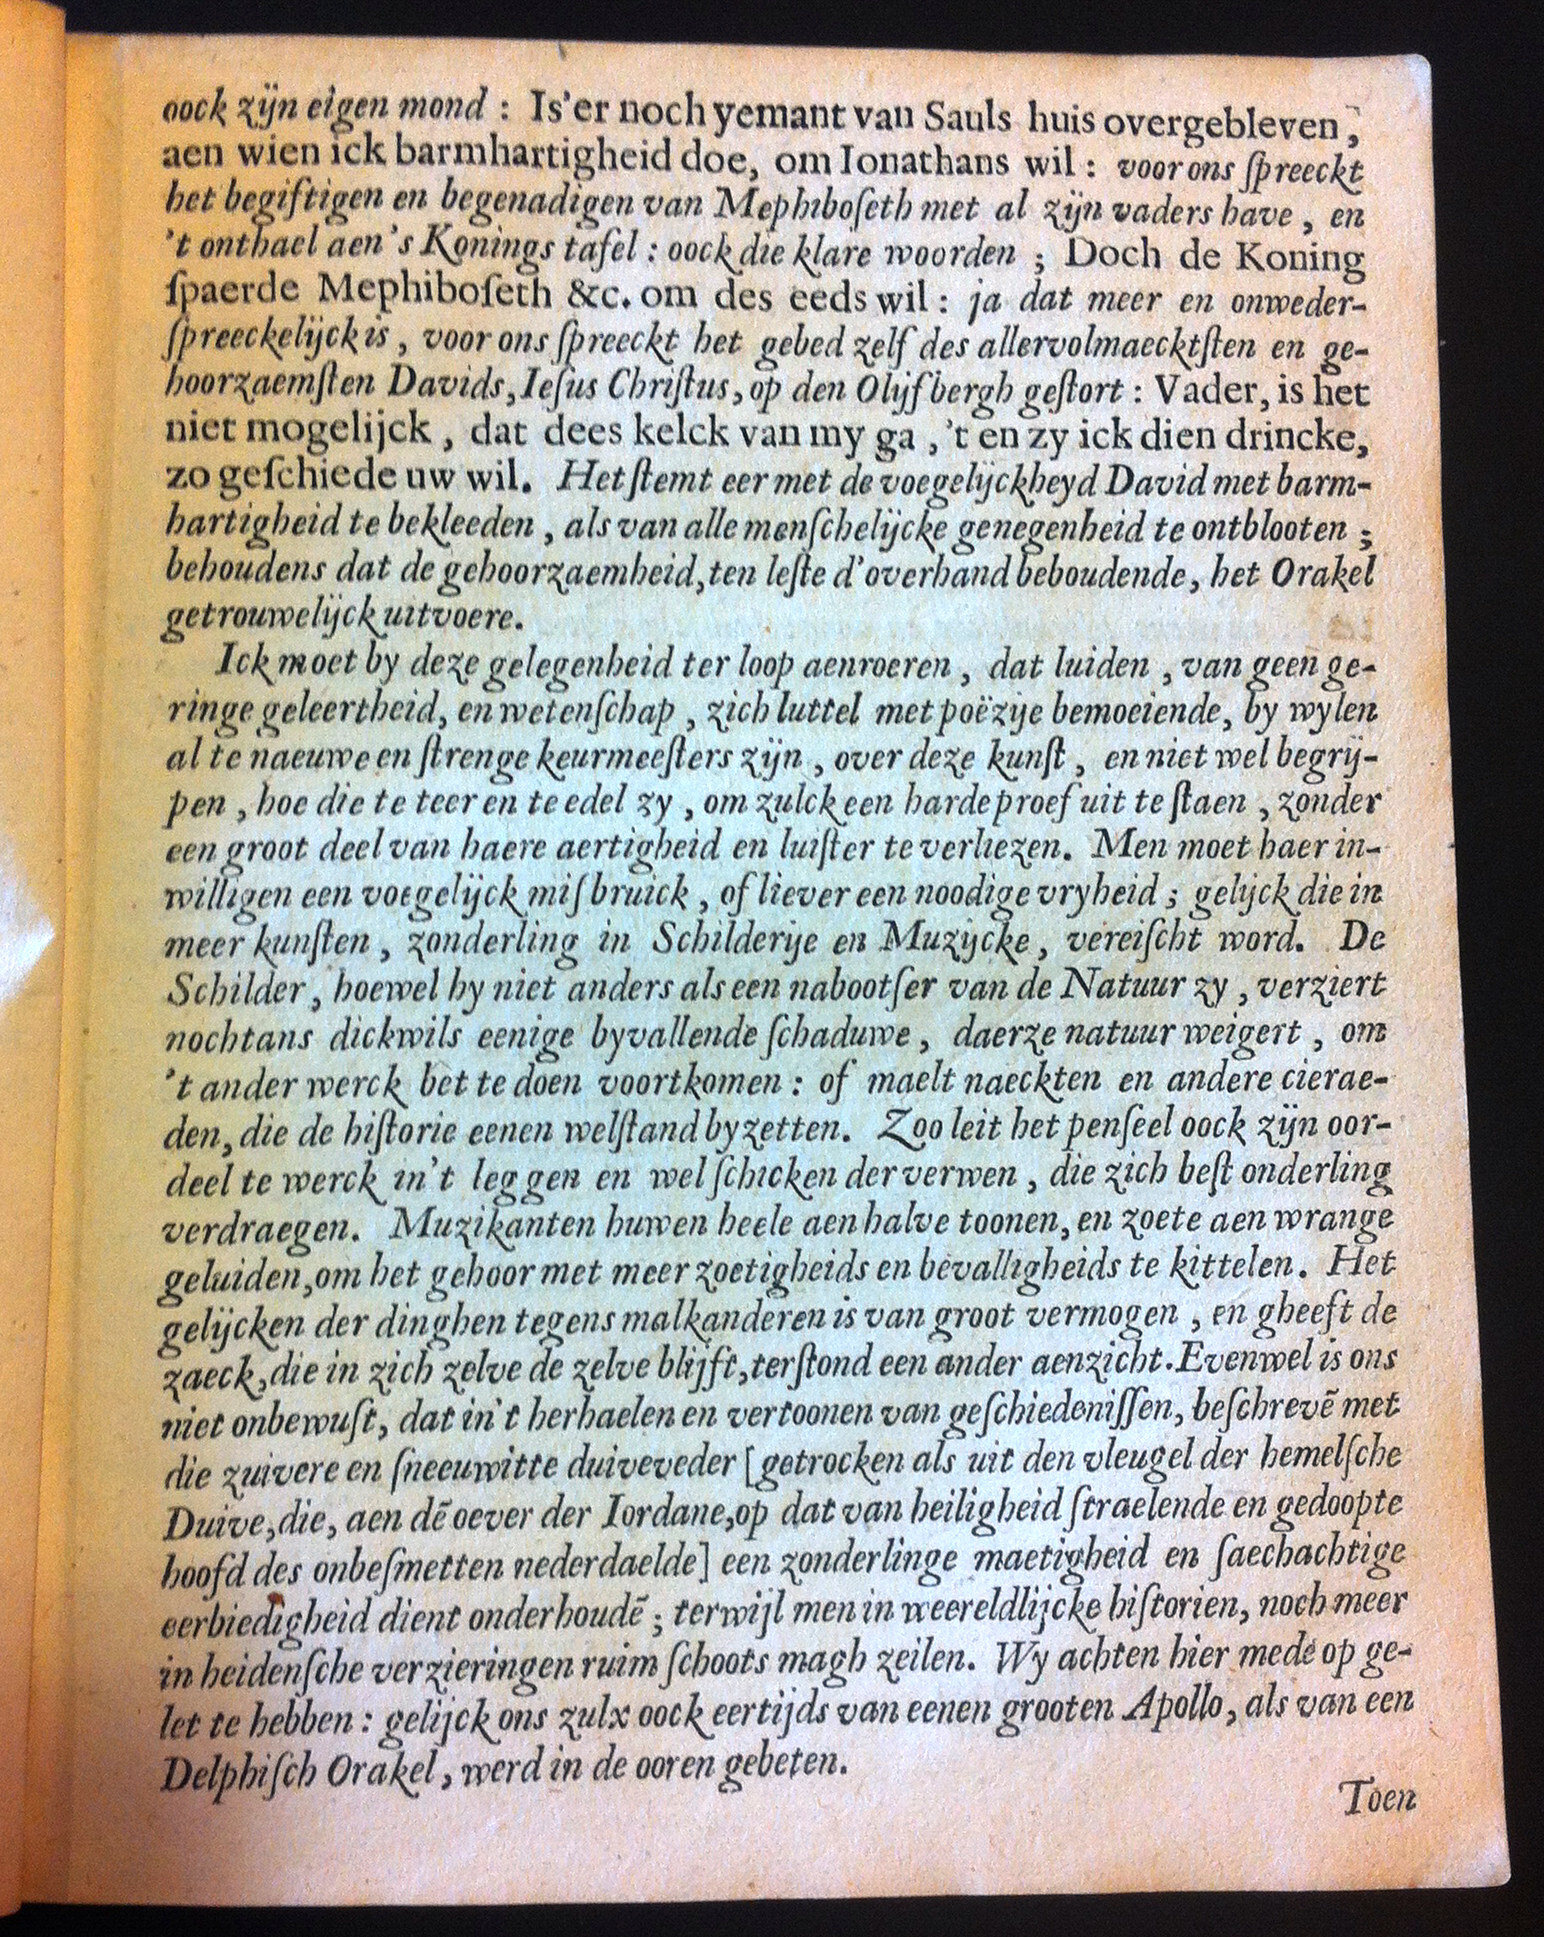 oock zijn eigen mond : Is'er noch yemant van Sauls huis overgebleven,
aen wien ick barmhartigheid doe, om Ionathans wil : voor ons ſpreeckt
het begiftigen en begenadigen van Mephiboſeth met al zijn vaders have, en
't onthael aen 's Konings tafel : oock die klare woorden ; Doch de Koning
ſpaerde Mephiboſeth &c. om des eeds wil : ja dat meer en onweder-
ſpreeckelijck is, voor ons ſpreeckt het gebed zelf des allervolmaecktſten en ge-
hoorzaemſten Davids, Ieſus Chriſtus, op den Olijfbergh geſtort : Vader, is het
niet mogelijck, dat dees kelck van my ga, 't en zy ick dien drincke,
zo geſchiede uw wil. Het ſtemt eer met de voegelijckheyd David met barm-
hartigheid te bekleeden, als van alle menſchelijcke genegenheid te ontblooten ;
behoudens dat de gehoorzaemheid, ten leſte d'overhand behoudende, het Orakel
getrouwelijck uitvoere.
Ick moet by deze gelegenheid ter loop aenroeren, dat luiden, van geen ge-
ringe geleertheid, en wetenſchap, zich luttel met poëzije bemoeiende, by wylen
al te naeuwe en ſtrenge keurmeeſters zijn, over deze kunſt, en niet wel begrij-
pen, hoe die te teer en te edel zy, om zulck een harde proef uit te ſtaen, zonder
een groot deel van haere aertigheid en luiſter te verliezen. Men moet haer in-
willigen een voegelijck miſbruick, of liever een noodige vryheid ; gelijck die in
meer kunſten, zonderling in Schilderije en Muzijcke, vereiſcht word. De
Schilder, hoewel hy niet anders als een nabootſer van de Natuur zy, verziert
nochtans dickwils eenige byvallende ſchaduwe, daerze natuur weigert, om
't ander werck bet te doen voortkomen : of maelt naeckten en andere cierae-
den, die de hiſtorie eenen welſtand byzetten. Zoo leit het penſeel oock zijn oor-
deel te werck in't leggen en wel ſchicken der verwen, die zich beſt onderling
verdraegen. Muzikanten huwen heele aen halve toonen, en zoete aen wrange
geluiden, om het gehoor met meer zoetigheids en bevalligheids te kittelen. Het
gelijcken der dinghen tegens malkanderen is van groot vermogen, en gheeft de
zaeck, die in zich zelve de zelve blijft, terſtond een ander aenzicht. Evenwel is ons
niet onbewuſt, dat in't herhaelen en vertoonen van geſchiedeniſſen, beſchrevẽ met
die zuivere en ſneeuwitte duiveveder [getrocken als uit den vleugel der hemelſche
Duive, die, aen dẽ oever der Iordane, op dat van heiligheid ſtraelende en gedoopte
hoofd des onbeſmetten nederdaelde] een zonderlinge maetigheid en ſaechachtige
eerbiedigheid dient onderhoudẽ ; terwijl men in weereldlijcke hiſtorien, noch meer
in heidenſche verzieringen ruim ſchoots magh zeilen. Wy achten hier mede op ge-
let te hebben : gelijck ons zulx oock eertijds van eenen grooten Apollo, als van een
Delphiſch Orakel, werd in de ooren gebeten.
Toen